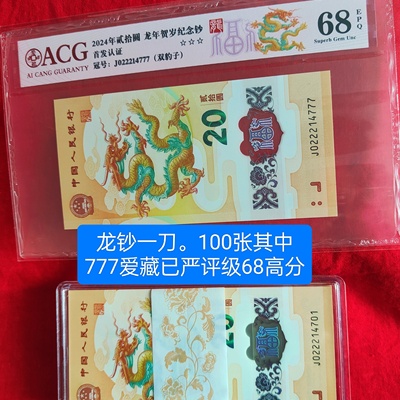 ACG
AI CANG GUARANTY
2024年贰拾圆 龙年贺岁纪念钞
首发认证
☆☆☆
冠号：J022214777（双豹子）
福
68
EPQ
Superb Gem Unc
中国人民银行
贰拾圆
20
J022214777
龙钞一刀。100张其中
777爱藏已严评级68高分
中国人民银行
20
J022214701